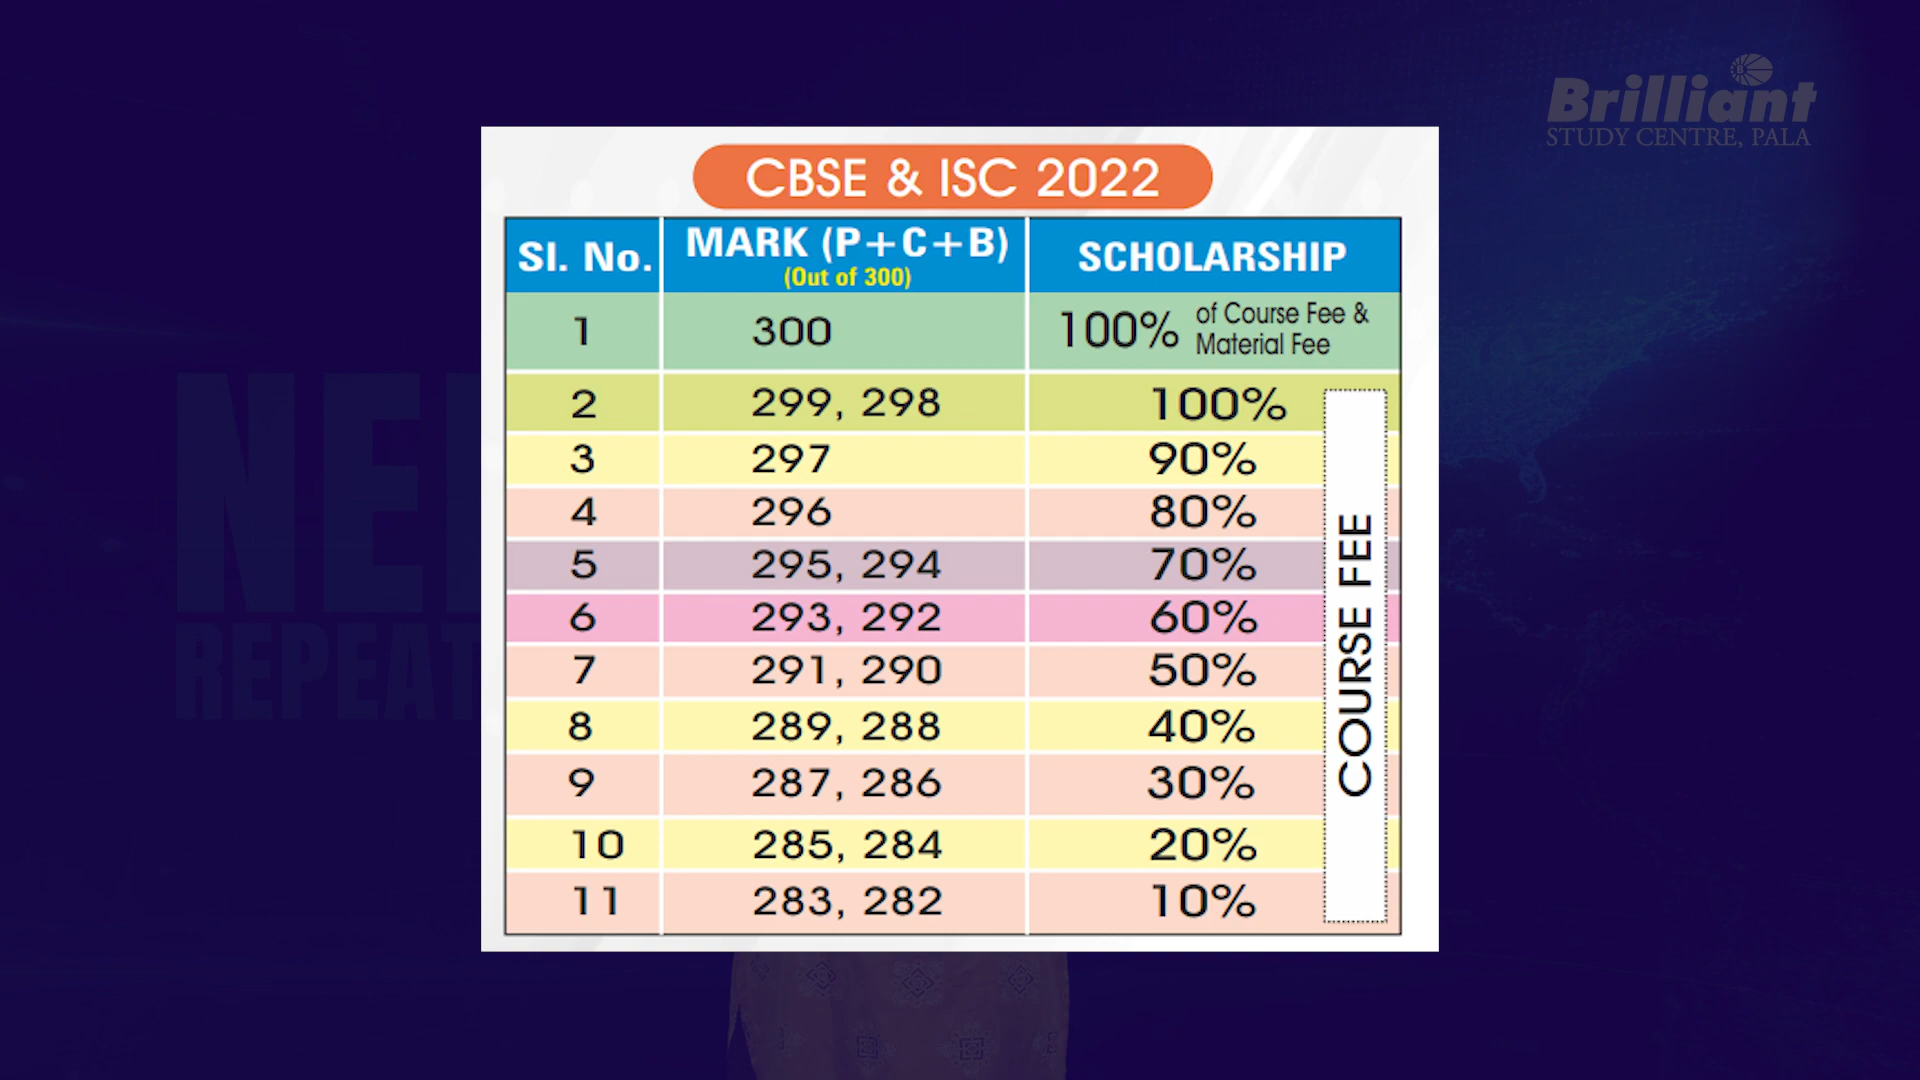 Brilliant
STUDY CENTRE, PALA
CBSE & ISC 2022
Sl. No. MARK (P+C+B) SCHOLARSHIP
(Out of 300)
1 300 100% of Course Fee &
Material Fee
2 299, 298 100%
3 297 90%
4 296 80%
5 295, 294 70%
6 293, 292 60%
7 291, 290 50%
8 289, 288 40%
9 287, 286 30%
10 285, 284 20%
11 283, 282 10%
COURSE FEE